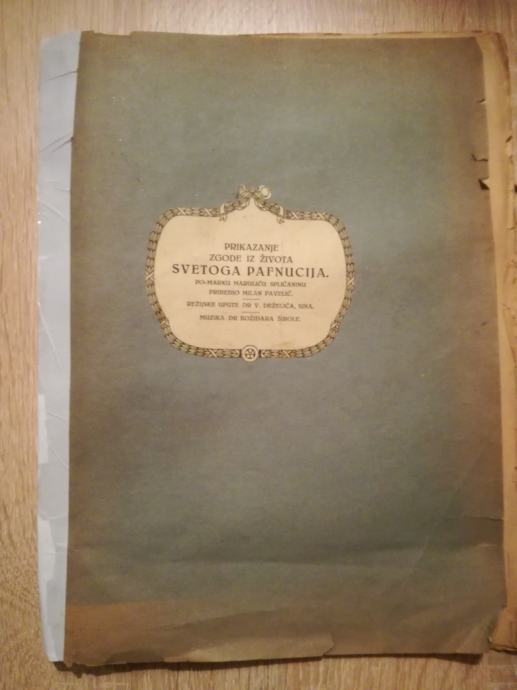 PRIKAZANJE
ZGODE IZ ŽIVOTA
SVETOGA PAFNUCIJA.
PO MARKU MARULIĆU SPLIĆANINU
PRIREDIO MILAN PAVELIĆ.
REŽIJSKE UPUTE DR V. DEŽELIĆA, SINA.
MUZIKA DR BOŽIDARA ŠIROLE.